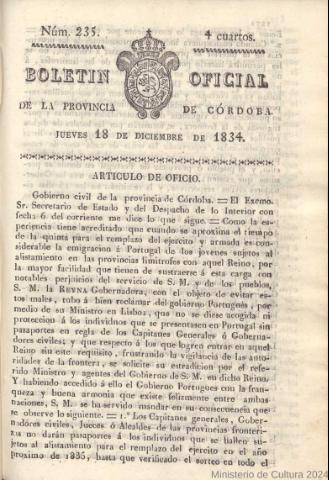 Núm. 235.
4 cuartos.
BOLETIN OFICIAL
DE LA PROVINCIA DE CÓRDOBA
JUEVES 18 DE DICIEMBRE DE 1834.
ARTICULO DE OFICIO.
Gobierno civil de la provincia de Córdoba. = El Exemo.
Sr. Secretario de Estado y del Despacho de lo Interior con
fecha 6 del corriente me dice lo que sigue. = Como la es-
periencia tiene acreditado que cuando se aproxima el tiempo
de la quinta para el remplazo del ejército y armada es con-
siderable la emigracion á Portugal de los jovenes sujetos al
alistamiento en las provincias limitrofes con aquel Reino, por
la mayor facilidad que tienen de sustraerse á esta carga con
notables perjuicios del servicio de S. M. y de los pueblos,
S. M. la REYNA Gobernadora, con el objeto de evitar es-
tos males, tubo á bien reclamar del gobierno Portugués, por
medio de su Ministro en Lisboa, que no se diese acogida ni
proteccion á los individuos que se presentasen en Portugal sin
pasaportes en regla de los Capitanes Generales ó Goberna-
dores civiles; y que respecto á los que logren entrar en aquel
Reino sin este requisito, frustrando la vigilacia de las auto-
ridades de la frontera, se solicite su estradicion por el refe-
rido Ministro y agentes del Gobierno de S. M. en dicho Reino.
Y habiendo accedido á ello el Gobierno Portugues con la fran-
queza y buena armonia que existe felizmente entre ambas
naciones, S. M. se ha servido mandar en su consecuencia que
se observe lo siguiente. = 1.º Los Capitanes generales, Gober-
nadores civiles, Jueces ó Alcaldes de las provincias fronteri-
zas no darán pasaportes á los individuos que se hallen su-
jetos al alistamiento para el remplazo del ejército en el año
proximo de 1835, hasta que verificado el sorteo en todo el
Ministerio de Cultura 2024